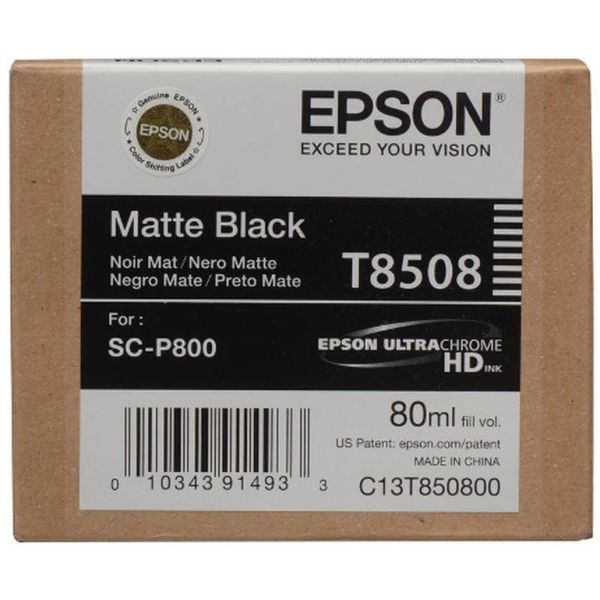 EPSON
☆ Genuine EPSON ☆
EPSON
Color Shifting Label
EPSON®
EXCEED YOUR VISION
Matte Black
Noir Mat / Nero Matte
Negro Mate / Preto Mate
T8508
For :
SC-P800
EPSON ULTRACHROME
HD INK
80ml fill vol.
US Patent: epson.com/patent
MADE IN CHINA
0 10343 91493 3
C13T850800